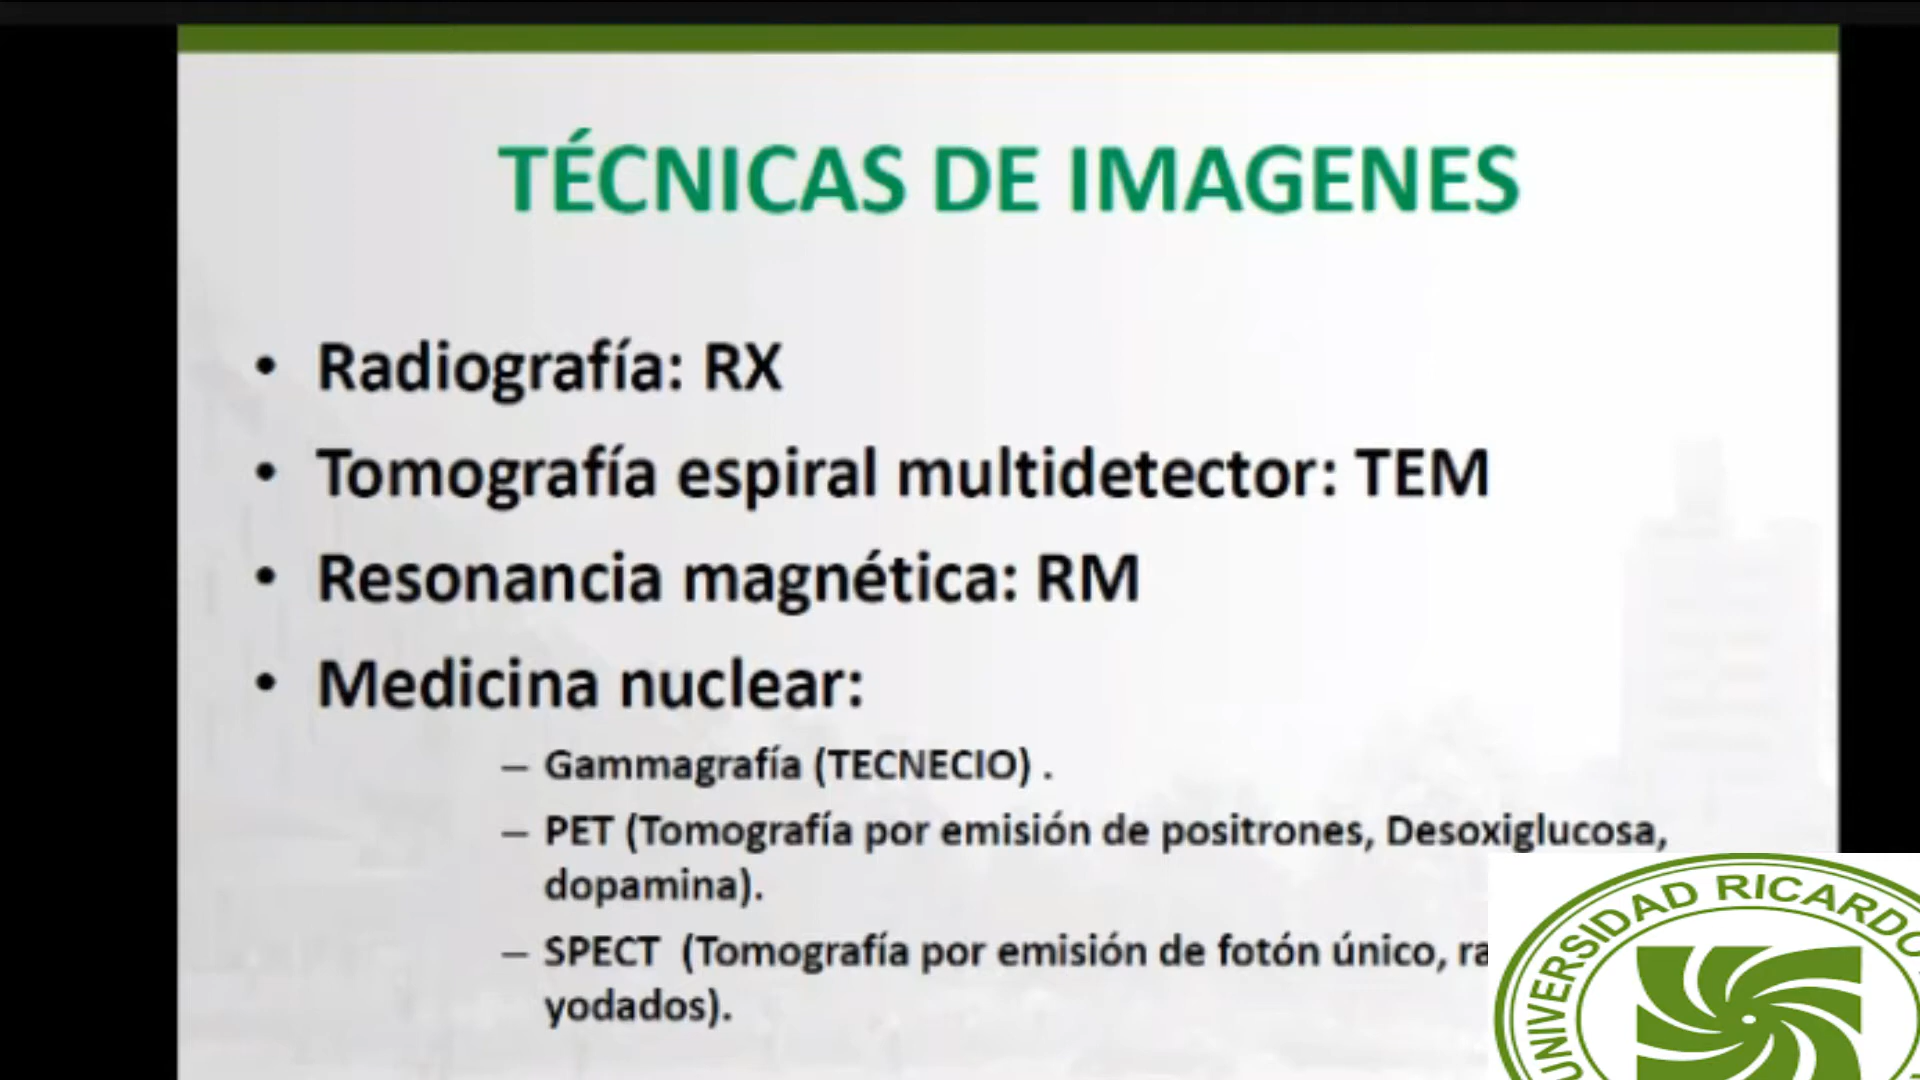 TÉCNICAS DE IMAGENES
• Radiografía: RX
• Tomografía espiral multidetector: TEM
• Resonancia magnética: RM
• Medicina nuclear:
– Gammagrafía (TECNECIO) .
– PET (Tomografía por emisión de positrones, Desoxiglucosa,
dopamina).
– SPECT (Tomografía por emisión de fotón único,
yodados).
UNIVERSIDAD RICARDO